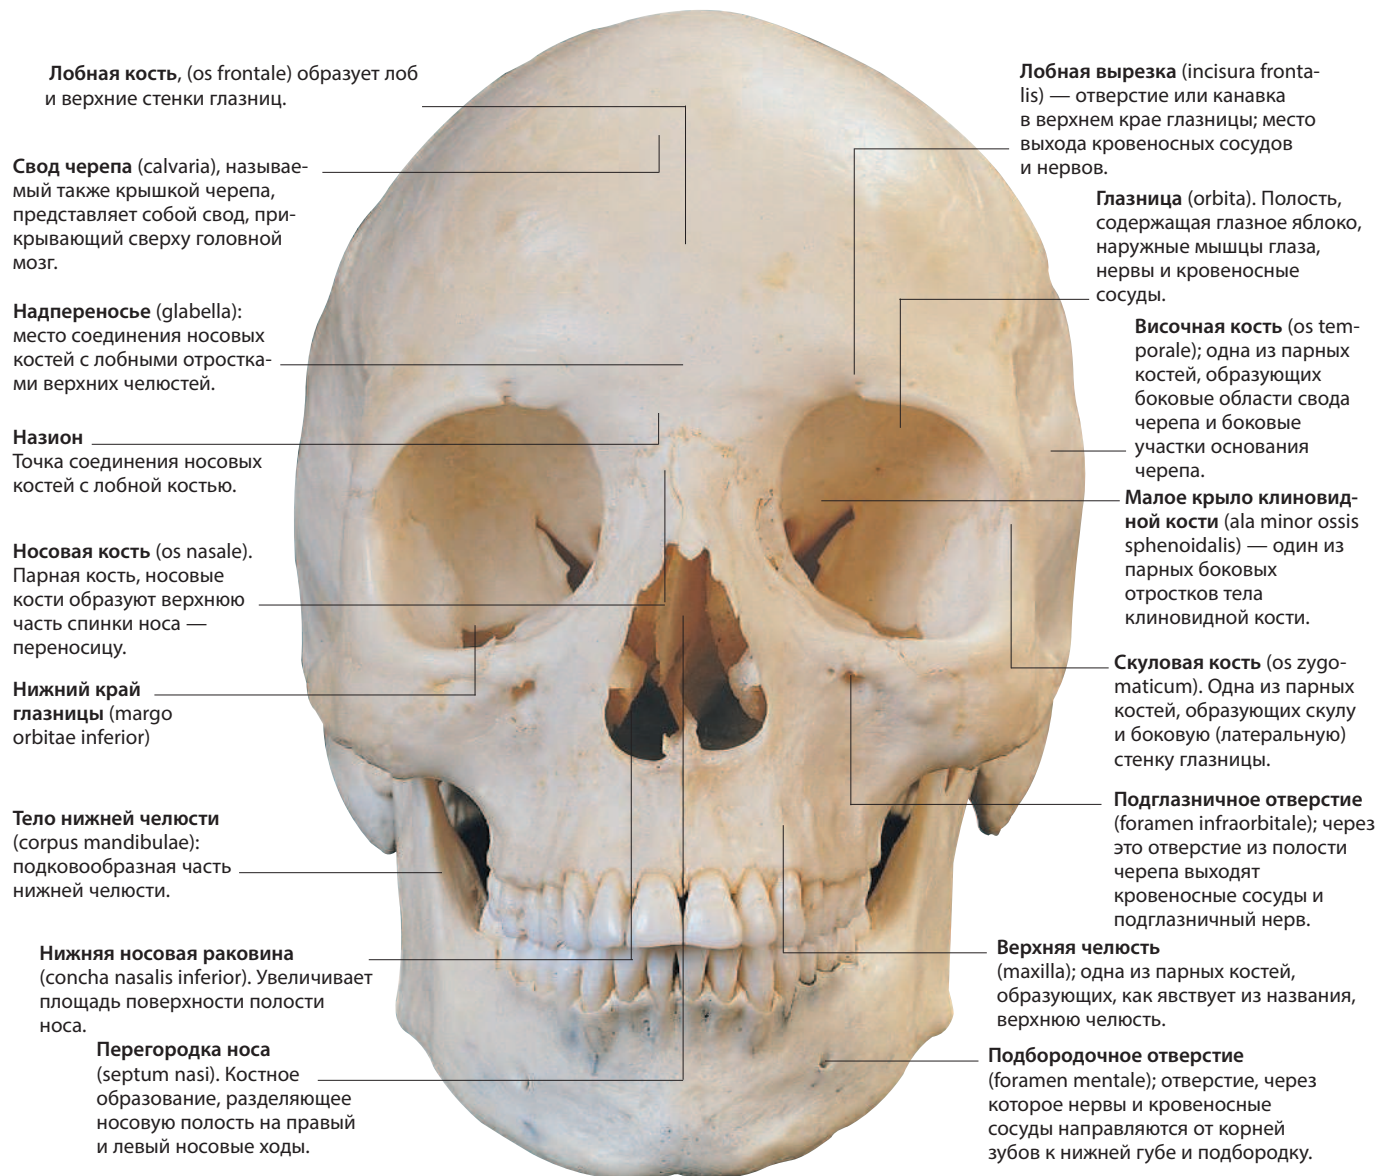 Лобная кость, (os frontale) образует лоб
и верхние стенки глазниц.
Свод черепа (calvaria), называе-
мый также крышкой черепа,
представляет собой свод, при-
крывающий сверху головной
мозг.
Надпереносье (glabella):
место соединения носовых
костей с лобными отростка-
ми верхних челюстей.
Назион
Точка соединения носовых
костей с лобной костью.
Носовая кость (os nasale).
Парная кость, носовые
кости образуют верхнюю
часть спинки носа —
переносицу.
Нижний край
глазницы (margo
orbitae inferior)
Тело нижней челюсти
(corpus mandibulae):
подковообразная часть
нижней челюсти.
Нижняя носовая раковина
(concha nasalis inferior). Увеличивает
площадь поверхности полости
носа.
Перегородка носа
(septum nasi). Костное
образование, разделяющее
носовую полость на правый
и левый носовые ходы.
Лобная вырезка (incisura fronta-
lis) — отверстие или канавка
в верхнем крае глазницы; место
выхода кровеносных сосудов
и нервов.
Глазница (orbita). Полость,
содержащая глазное яблоко,
наружные мышцы глаза,
нервы и кровеносные
сосуды.
Височная кость (os tem-
porale); одна из парных
костей, образующих
боковые области свода
черепа и боковые
участки основания
черепа.
Малое крыло клиновид-
ной кости (ala minor ossis
sphenoidalis) — один из
парных боковых
отростков тела
клиновидной кости.
Скуловая кость (os zygo-
maticum). Одна из парных
костей, образующих скулу
и боковую (латеральную)
стенку глазницы.
Подглазничное отверстие
(foramen infraorbitale); через
это отверстие из полости
черепа выходят
кровеносные сосуды и
подглазничный нерв.
Верхняя челюсть
(maxilla); одна из парных костей,
образующих, как явствует из названия,
верхнюю челюсть.
Подбородочное отверстие
(foramen mentale); отверстие, через
которое нервы и кровеносные
сосуды направляются от корней
зубов к нижней губе и подбородку.